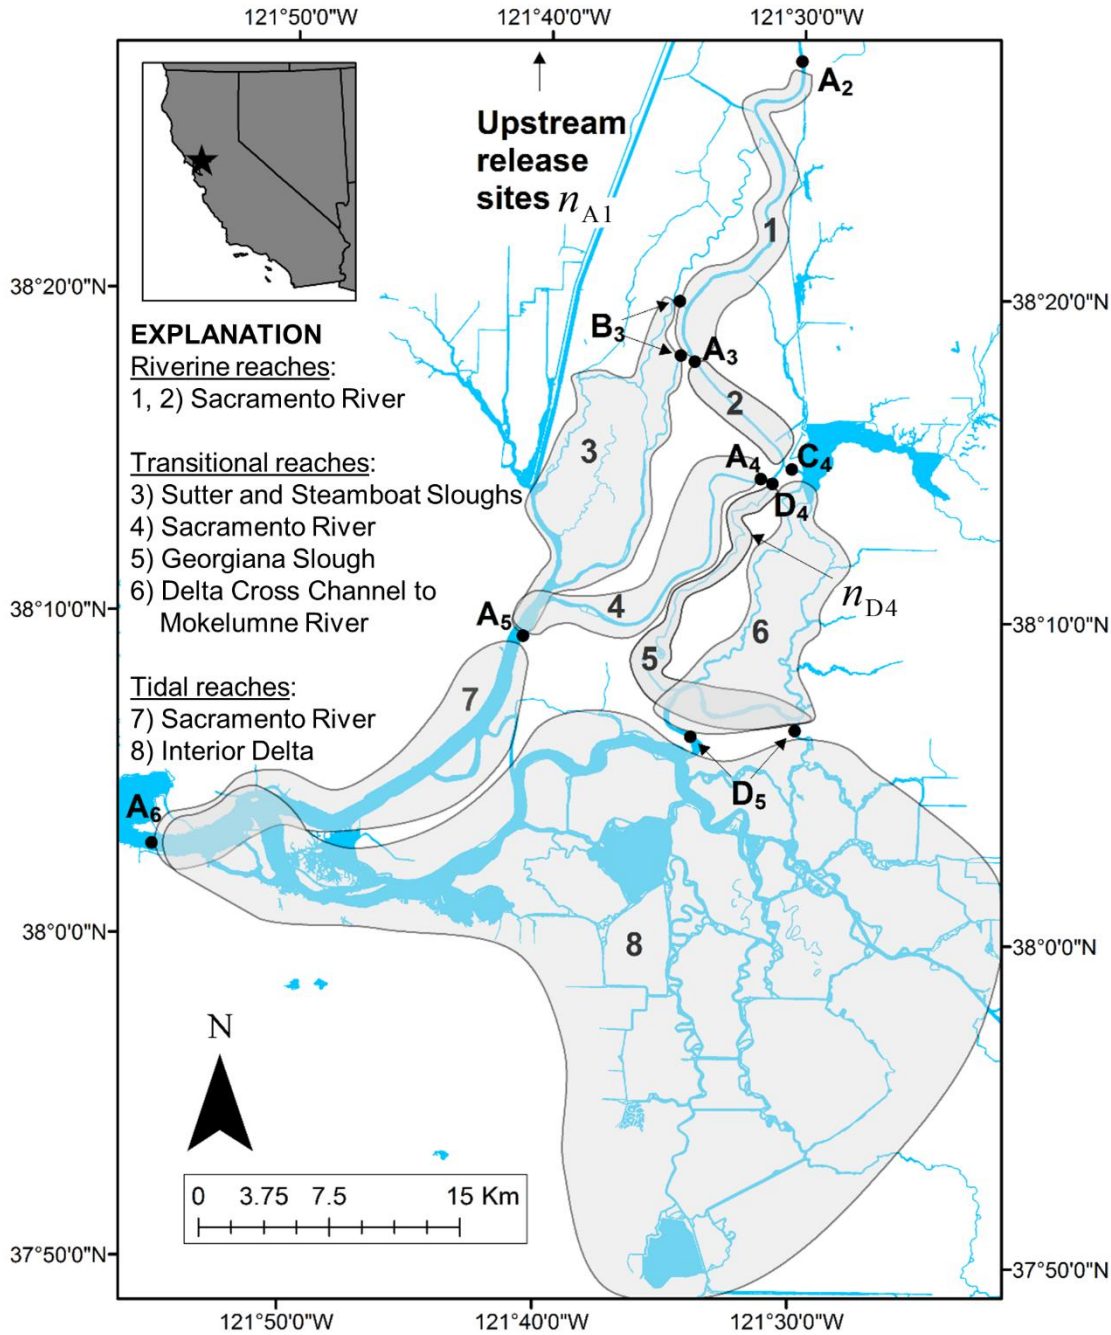 121°50'0"W
121°40'0"W
121°30'0"W
A2
Upstream
release
sites nA1
1
38°20'0"N
38°20'0"N
EXPLANATION
Riverine reaches:
1, 2) Sacramento River
Transitional reaches:
3) Sutter and Steamboat Sloughs
4) Sacramento River
5) Georgiana Slough
6) Delta Cross Channel to
Mokelumne River
Tidal reaches:
7) Sacramento River
8) Interior Delta
B3
A3
2
3
A4
C4
D4
nD4
38°10'0"N
38°10'0"N
4
A5
5
6
7
D5
A6
8
38°0'0"N
38°0'0"N
N
0 3.75 7.5 15 Km
37°50'0"N
37°50'0"N
121°50'0"W
121°40'0"W
121°30'0"W